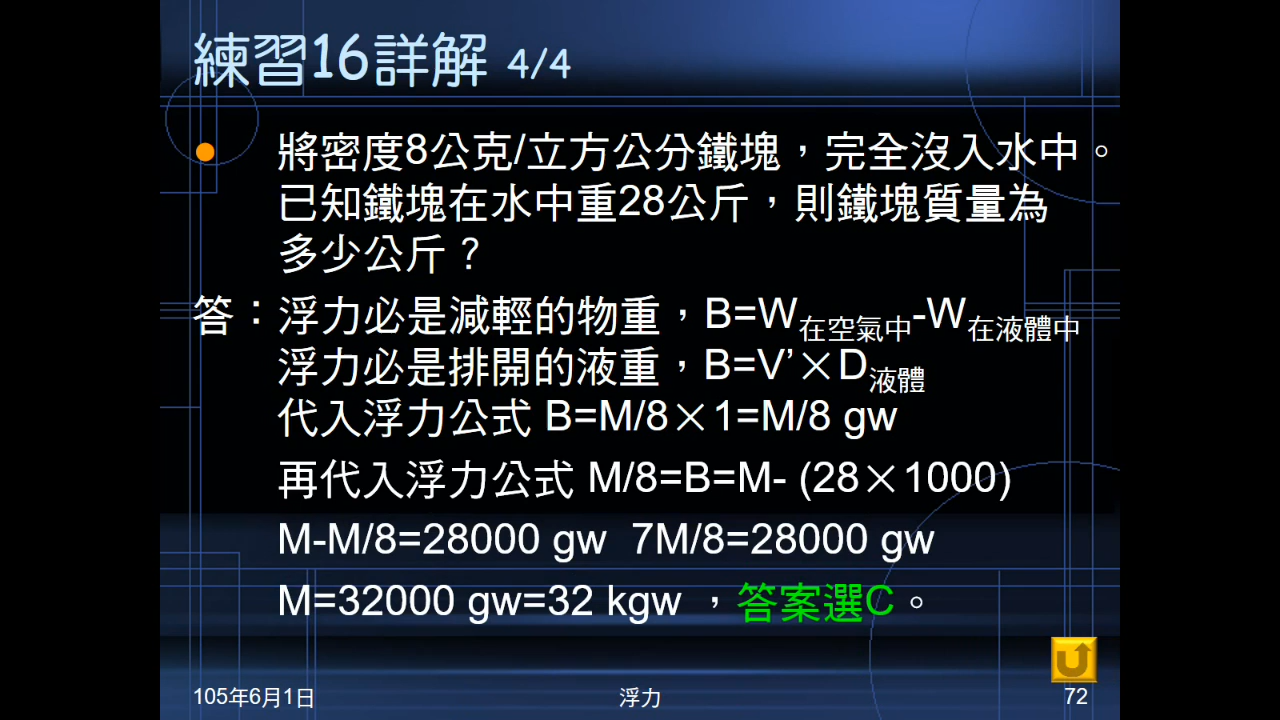 練習16詳解 4/4
將密度8公克/立方公分鐵塊，完全沒入水中。
已知鐵塊在水中重28公斤，則鐵塊質量為
多少公斤？
答：浮力必是減輕的物重，B=W在空氣中-W在液體中
浮力必是排開的液重，B=V’×D液體
代入浮力公式 B=M/8×1=M/8 gw
再代入浮力公式 M/8=B=M- (28×1000)
M-M/8=28000 gw 7M/8=28000 gw
M=32000 gw=32 kgw ，答案選C。
105年6月1日 浮力 72